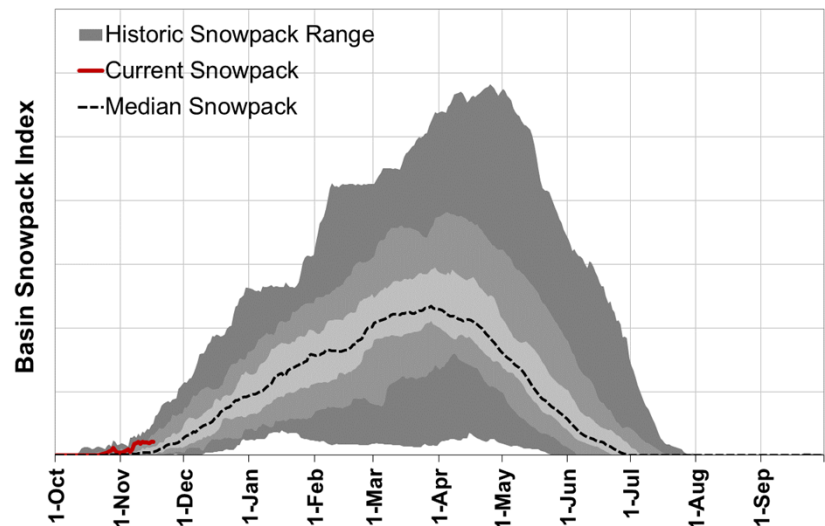 Historic Snowpack Range
Current Snowpack
Median Snowpack
Basin Snowpack Index
1-Oct
1-Nov
1-Dec
1-Jan
1-Feb
1-Mar
1-Apr
1-May
1-Jun
1-Jul
1-Aug
1-Sep